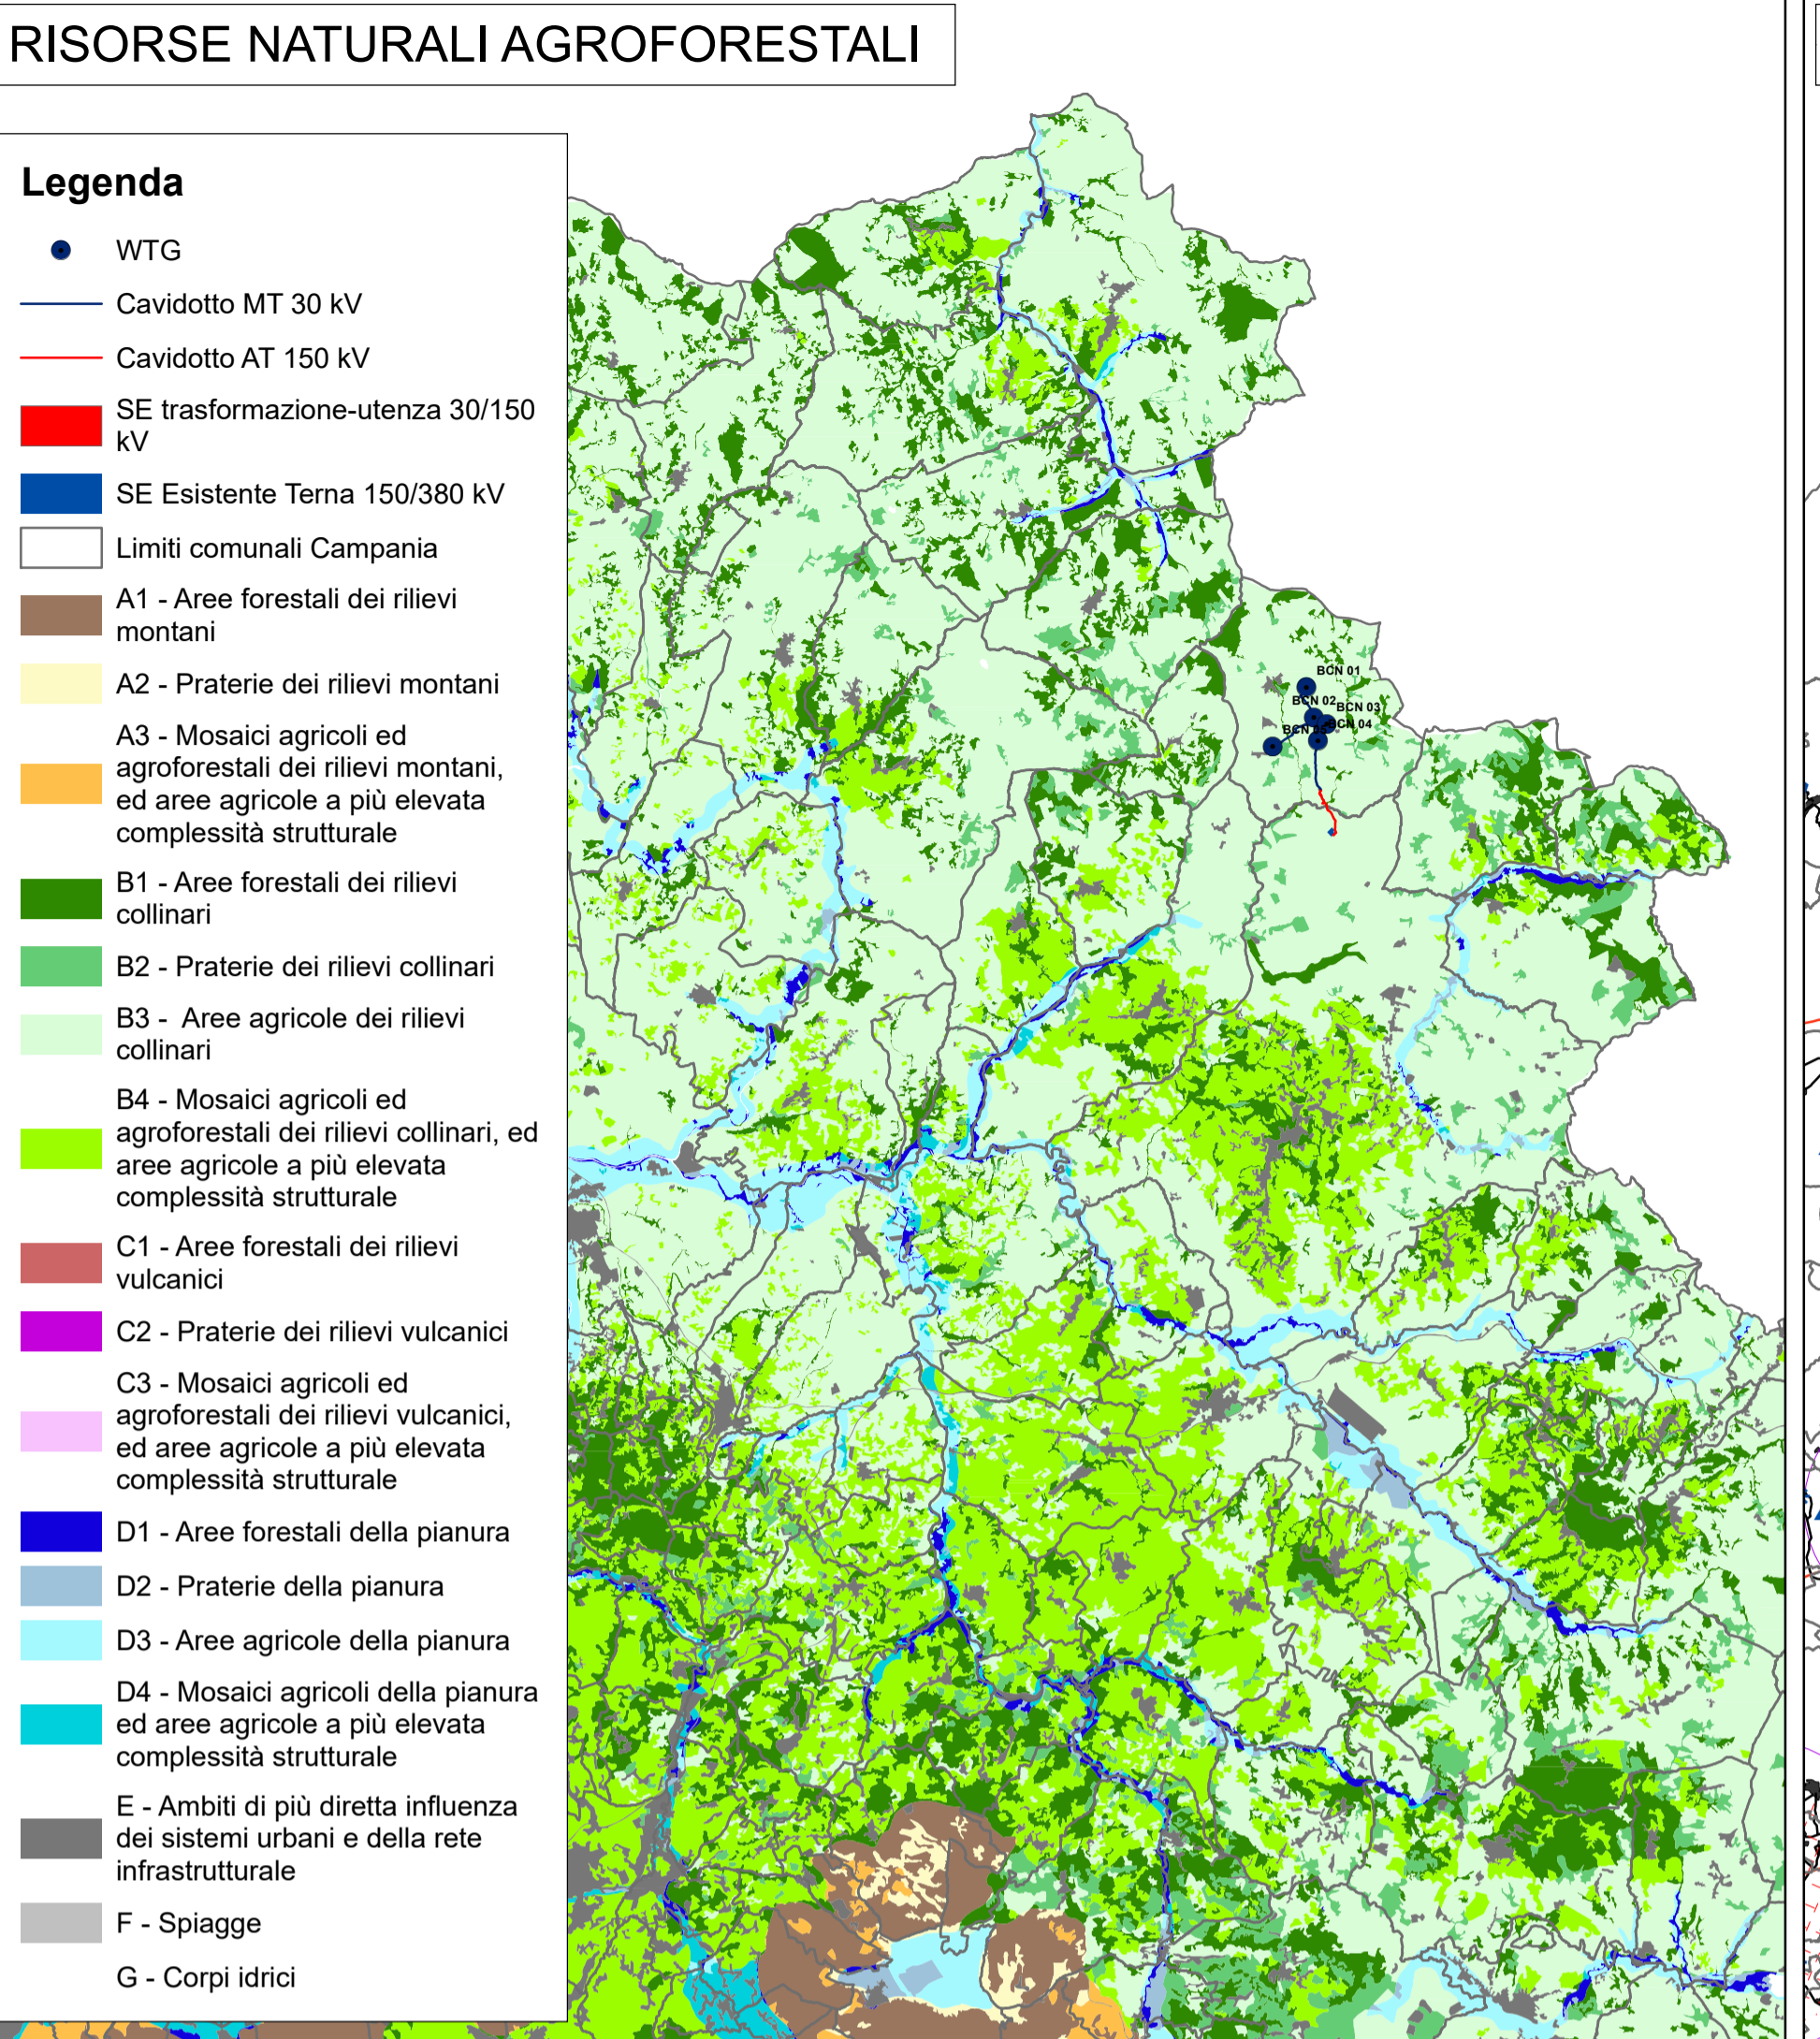 RISORSE NATURALI AGROFORESTALI
Legenda
WTG
Cavidotto MT 30 kV
Cavidotto AT 150 kV
SE trasformazione-utenza 30/150
kV
SE Esistente Terna 150/380 kV
Limiti comunali Campania
A1 - Aree forestali dei rilievi
montani
A2 - Praterie dei rilievi montani
A3 - Mosaici agricoli ed
agroforestali dei rilievi montani,
ed aree agricole a più elevata
complessità strutturale
B1 - Aree forestali dei rilievi
collinari
B2 - Praterie dei rilievi collinari
B3 - Aree agricole dei rilievi
collinari
B4 - Mosaici agricoli ed
agroforestali dei rilievi collinari, ed
aree agricole a più elevata
complessità strutturale
C1 - Aree forestali dei rilievi
vulcanici
C2 - Praterie dei rilievi vulcanici
C3 - Mosaici agricoli ed
agroforestali dei rilievi vulcanici,
ed aree agricole a più elevata
complessità strutturale
D1 - Aree forestali della pianura
D2 - Praterie della pianura
D3 - Aree agricole della pianura
D4 - Mosaici agricoli della pianura
ed aree agricole a più elevata
complessità strutturale
E - Ambiti di più diretta influenza
dei sistemi urbani e della rete
infrastrutturale
F - Spiagge
G - Corpi idrici
BCN 01
BCN 02
BCN 03
BCN 04
BCN 05